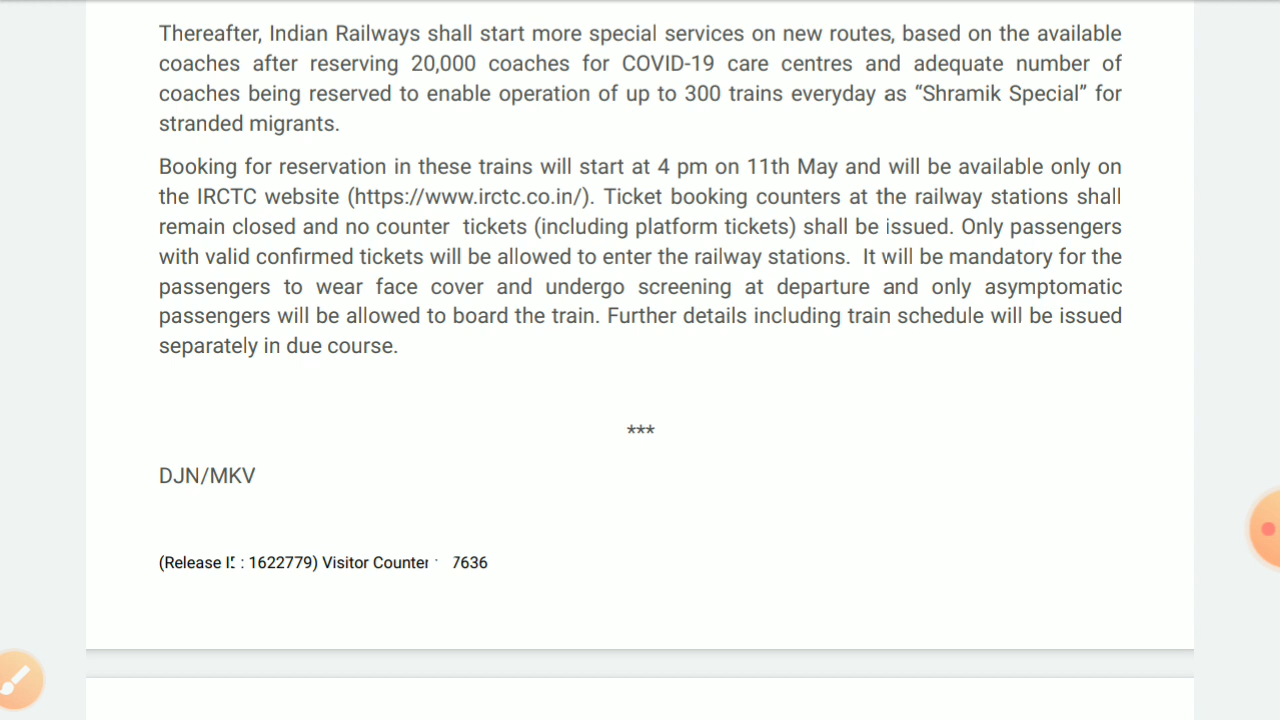 Thereafter, Indian Railways shall start more special services on new routes, based on the available
coaches after reserving 20,000 coaches for COVID-19 care centres and adequate number of
coaches being reserved to enable operation of up to 300 trains everyday as “Shramik Special” for
stranded migrants.
Booking for reservation in these trains will start at 4 pm on 11th May and will be available only on
the IRCTC website (https://www.irctc.co.in/). Ticket booking counters at the railway stations shall
remain closed and no counter tickets (including platform tickets) shall be issued. Only passengers
with valid confirmed tickets will be allowed to enter the railway stations. It will be mandatory for the
passengers to wear face cover and undergo screening at departure and only asymptomatic
passengers will be allowed to board the train. Further details including train schedule will be issued
separately in due course.
***
DJN/MKV
(Release ID : 1622779) Visitor Counter : 7636